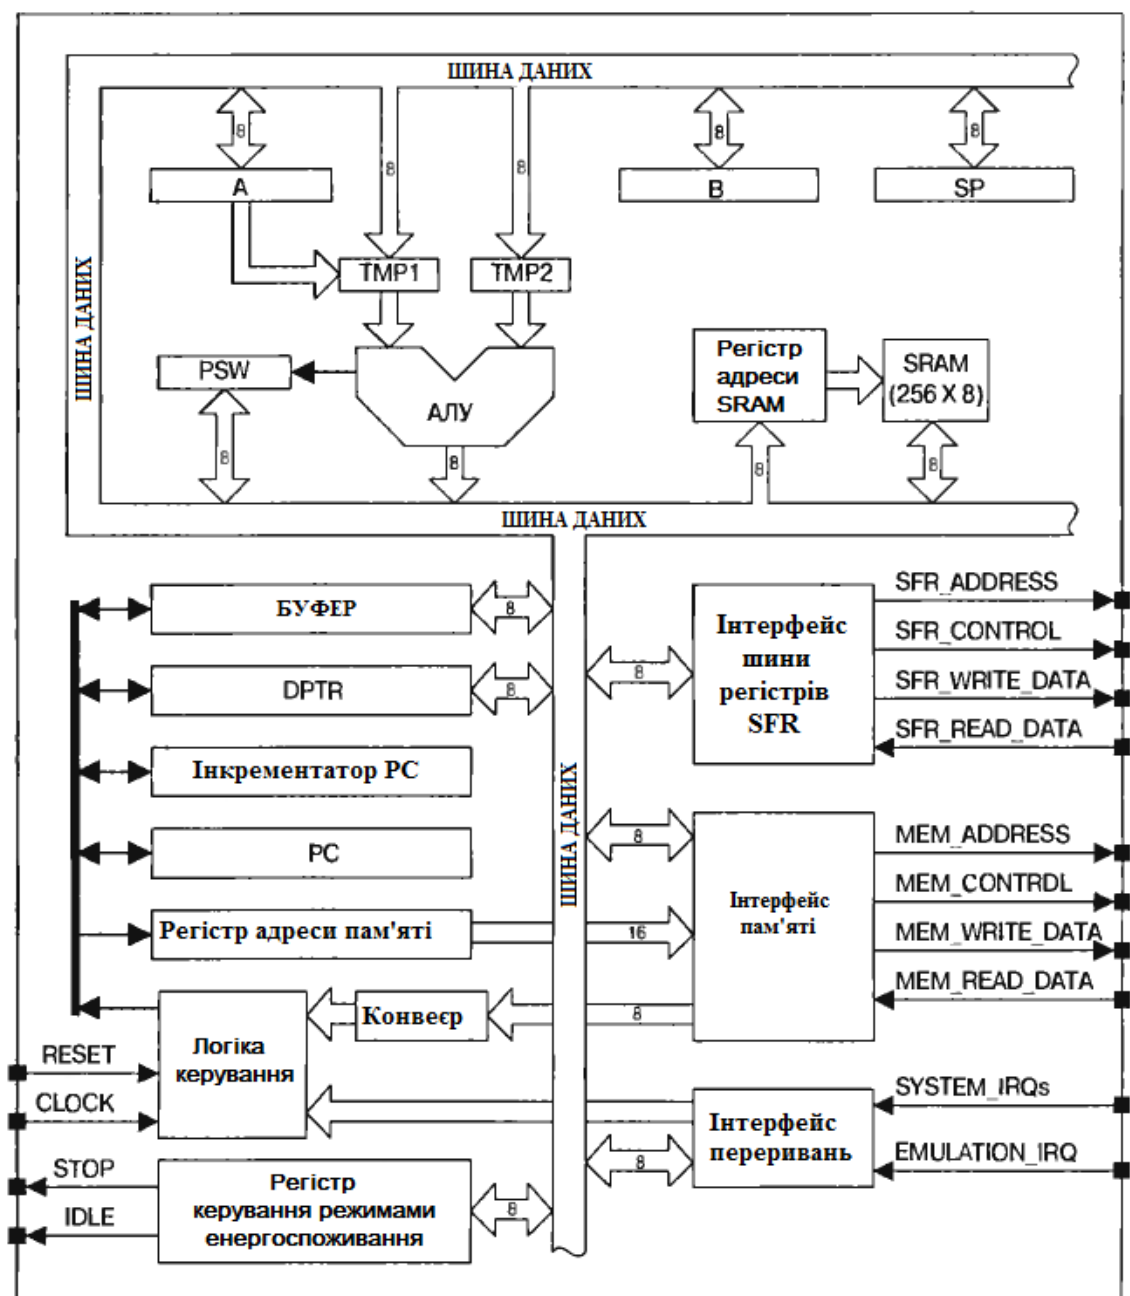 ШИНА ДАНИХ
8
8
8
8
8
A
B
SP
ШИНА ДАНИХ
TMP1
TMP2
PSW
АЛУ
Регістр
адреси
SRAM
SRAM
(256 X 8)
8
8
8
8
ШИНА ДАНИХ
БУФЕР
8
DPTR
8
Інкрементатор PC
PC
Регістр адреси пам'яті
16
ШИНА ДАНИХ
8
Інтерфейс
шини
регістрів
SFR
SFR_ADDRESS
SFR_CONTROL
SFR_WRITE_DATA
SFR_READ_DATA
8
Інтерфейс
пам'яті
MEM_ADDRESS
MEM_CONTRDL
MEM_WRITE_DATA
MEM_READ_DATA
Конвеєр
8
Логіка
керування
RESET
CLOCK
Інтерфейс
переривань
8
SYSTEM_IRQs
EMULATION_IRQ
STOP
IDLE
Регістр
керування режимами
енергоспоживання
8